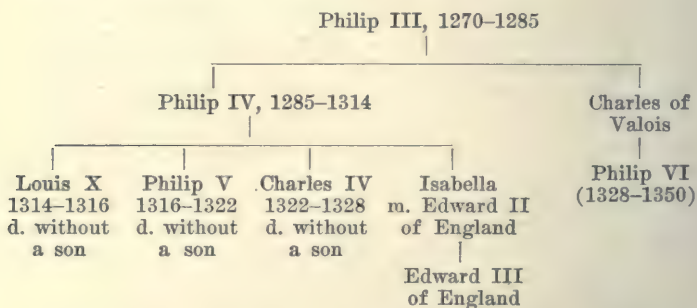 Philip III, 1270–1285
Philip IV, 1285–1314
Charles of
Valois
Louis X
1314–1316
d. without
a son
Philip V
1316–1322
d. without
a son
Charles IV
1322–1328
d. without
a son
Isabella
m. Edward II
of England
Philip VI
(1328–1350)
Edward III
of England